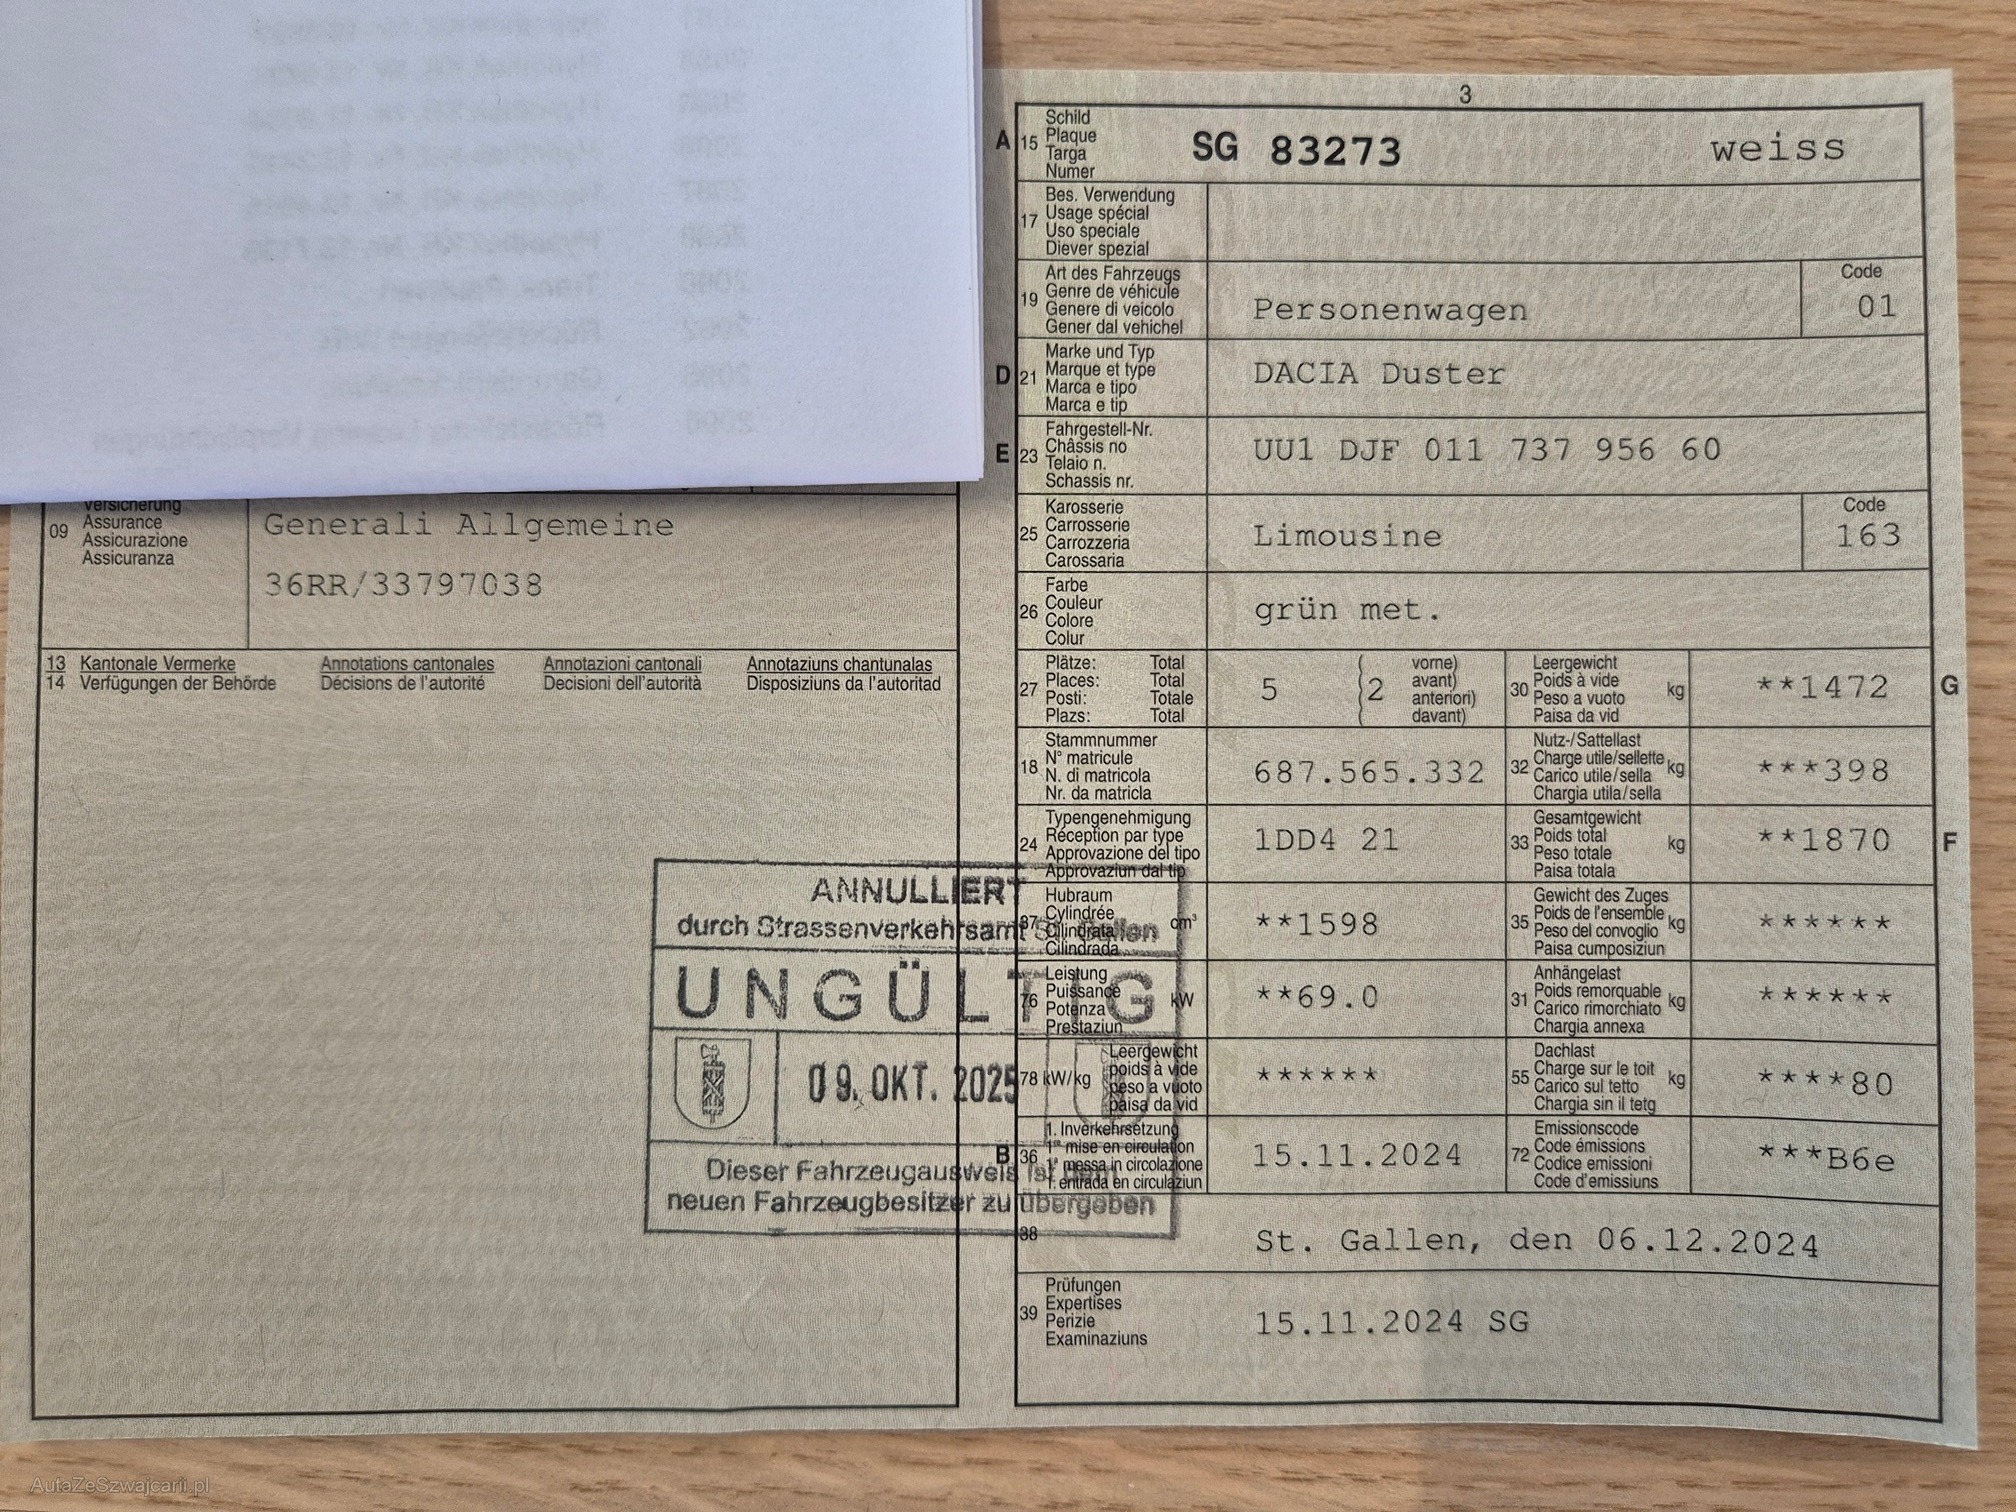 09
Versicherung
Assurance
Assicurazione
Assicuranza
Generali Allgemeine
36RR/33797038
13 Kantonale Vermerke Annotations cantonales Annotazioni cantonali Annotaziuns chantunalas
14 Verfügungen der Behörde Décisions de l'autorité Decisioni dell'autorità Disposiziuns da l'autoritad
ANNULLIERT
durch Strassenverkehrsamt St. Gallen
UNGÜLTIG
09. OKT. 2025
Dieser Fahrzeugausweis ist dem
neuen Fahrzeugbesitzer zu übergeben
3
A 15
Schild
Plaque
Targa
Numer
SG 83273 weiss
17
Bes. Verwendung
Usage spécial
Uso speciale
Diever spezial
19
Art des Fahrzeugs
Genre de véhicule
Genere di veicolo
Gener dal vehichel
Personenwagen
Code
01
D 21
Marke und Typ
Marque et type
Marca e tipo
Marca e tip
DACIA Duster
E 23
Fahrgestell-Nr.
Châssis no
Telaio n.
Schassis nr.
UU1 DJF 011 737 956 60
25
Karosserie
Carrosserie
Carrozzeria
Carossaria
Limousine
Code
163
26
Farbe
Couleur
Colore
Colur
grün met.
27
Plätze: Total
Places: Total
Posti: Totale
Plazs: Total
5 (2
vorne)
avant)
anteriori)
davant)
30
Leergewicht
Poids à vide
Peso a vuoto
Paisa da vid
kg
**1472
G
18
Stammnummer
N° matricule
N. di matricola
Nr. da matricla
687.565.332
32
Nutz-/Sattellast
Charge utile/sellette
Carico utile/sella
Chargia utila/sella
kg
***398
24
Typengenehmigung
Réception par type
Approvazione del tipo
Approvaziun dal tip
1DD4 21
33
Gesamtgewicht
Poids total
Peso totale
Paisa totala
kg
**1870
F
37
Hubraum
Cylindrée
Cilindrata
Cilindrada
cm³
**1598
35
Gewicht des Zuges
Poids de l'ensemble
Peso del convoglio
Paisa cumposiziun
kg
******
76
Leistung
Puissance
Potenza
Prestaziun
kW
**69.0
31
Anhängelast
Poids remorquable
Carico rimorchiato
Chargia annexa
kg
******
78 kW/kg
Leergewicht
poids à vide
peso a vuoto
paisa da vid
******
55
Dachlast
Charge sur le toit
Carico sul tetto
Chargia sin il tetg
kg
****80
B 36
1. Inverkehrsetzung
1re mise en circulation
1a messa in circolazione
1. entrada en circulaziun
15.11.2024
72
Emissionscode
Code émissions
Codice emissioni
Code d'emissiuns
***B6e
38
St. Gallen, den 06.12.2024
39
Prüfungen
Expertises
Perizie
Examinaziuns
15.11.2024 SG
AutaZeSzwajcarii.pl